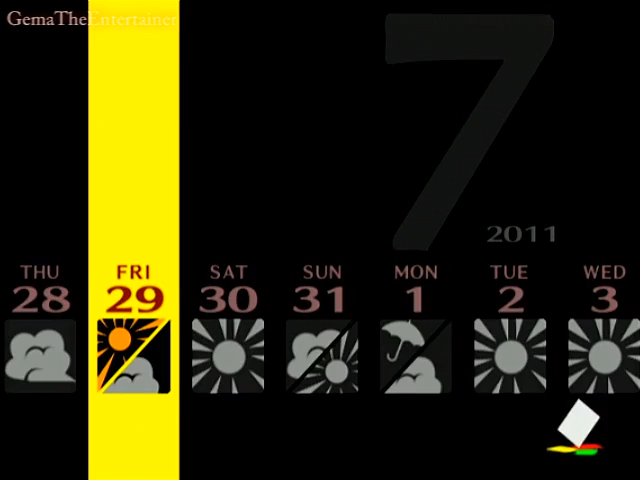 GemaTheEntertainer
7
2011
THU FRI SAT SUN MON TUE WED
28 29 30 31 1 2 3